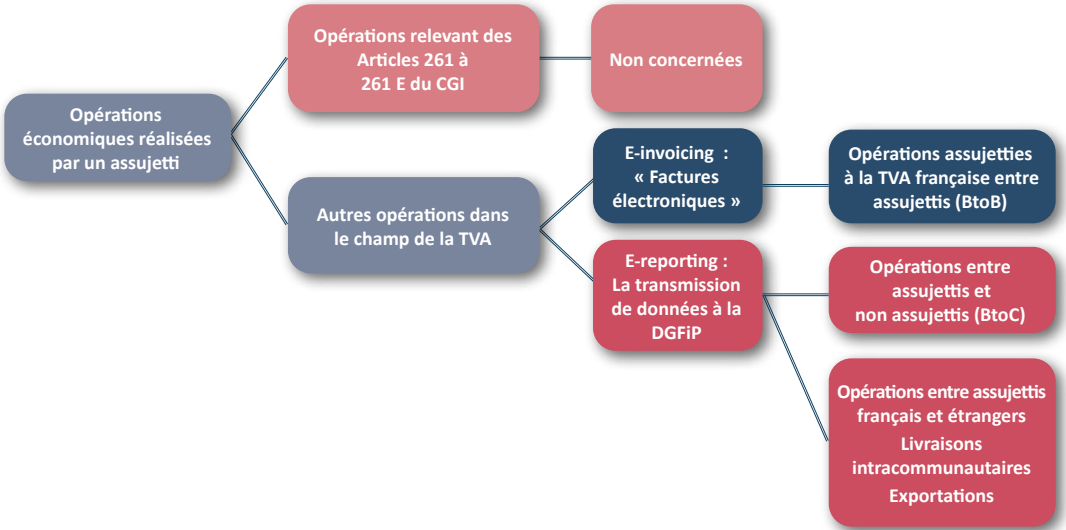 Opérations
économiques réalisées
par un assujetti
Opérations relevant des
Articles 261 à
261 E du CGI
Non concernées
Autres opérations dans
le champ de la TVA
E-invoicing :
« Factures
électroniques »
Opérations assujetties
à la TVA française entre
assujettis (BtoB)
E-reporting :
La transmission
de données à la
DGFiP
Opérations entre
assujettis et
non assujettis (BtoC)
Opérations entre assujettis
français et étrangers
Livraisons
intracommunautaires
Exportations